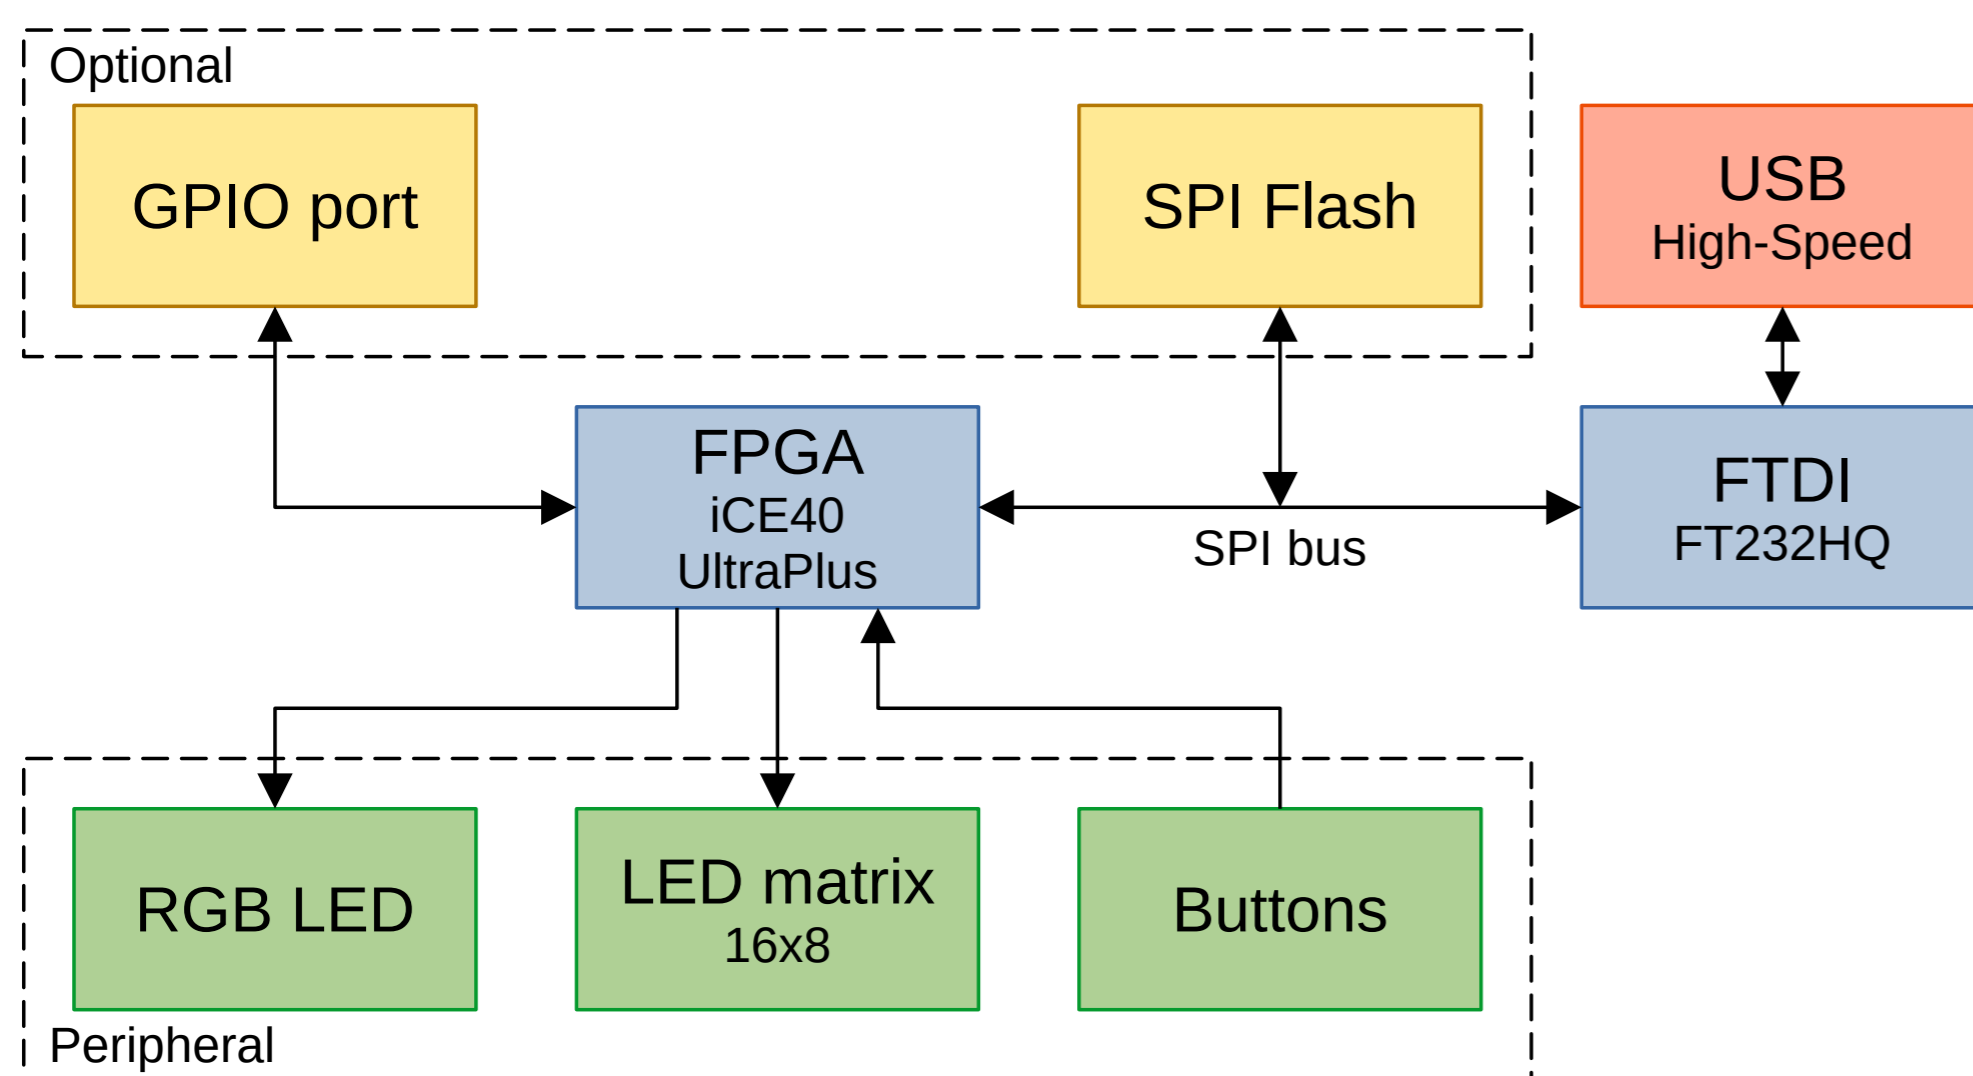 Optional
GPIO port
SPI Flash
USB
High-Speed
FPGA
iCE40
UltraPlus
SPI bus
FTDI
FT232HQ
RGB LED
LED matrix
16x8
Buttons
Peripheral